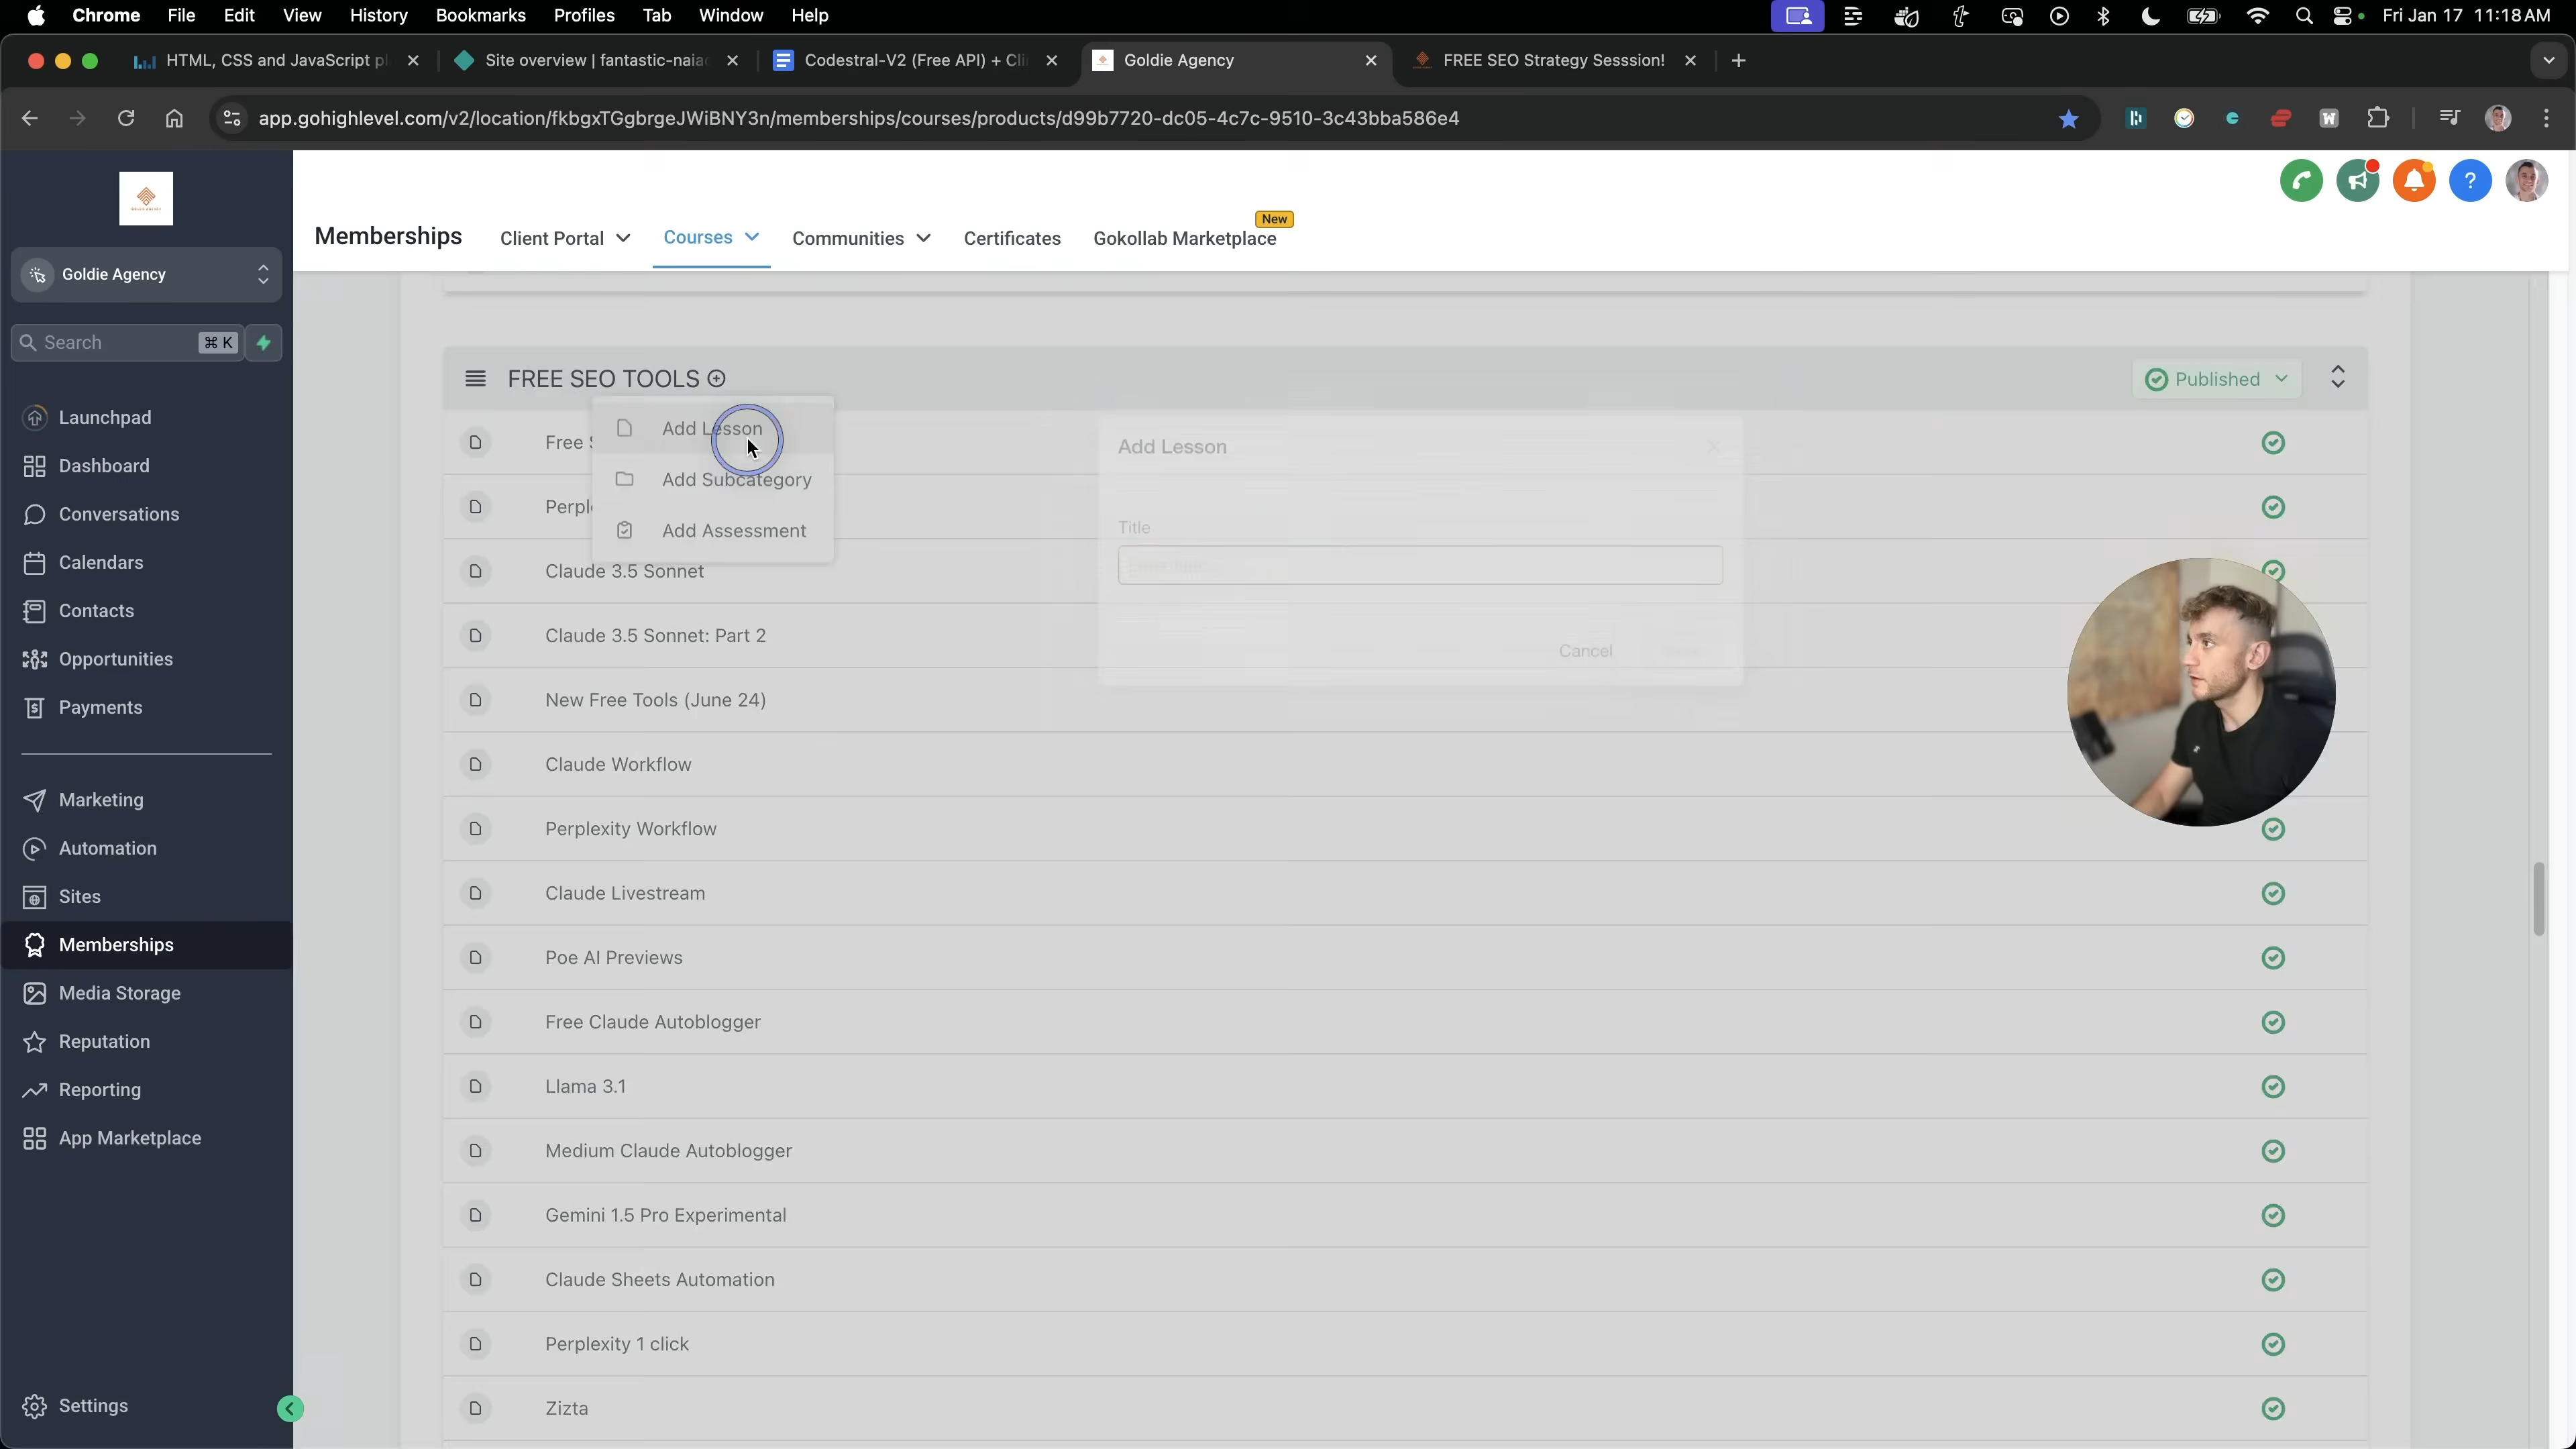 Chrome File Edit View History Bookmarks Profiles Tab Window Help Fri Jan 17 11:18 AM
HTML, CSS and JavaScript pl
Site overview | fantastic-naia
Codestral-V2 (Free API) + Cli
Goldie Agency
FREE SEO Strategy Sesssion!
app.gohighlevel.com/v2/location/fkbgxTGgbrgeJWiBNY3n/memberships/courses/products/d99b7720-dc05-4c7c-9510-3c43bba586e4
Goldie Agency
Search ⌘ K
Launchpad
Dashboard
Conversations
Calendars
Contacts
Opportunities
Payments
Marketing
Automation
Sites
Memberships
Media Storage
Reputation
Reporting
App Marketplace
Settings
Memberships Client Portal Courses Communities Certificates Gokollab Marketplace New
FREE SEO TOOLS
Published
Add Lesson
Add Subcategory
Add Assessment
Free S
Perpl
Claude 3.5 Sonnet
Claude 3.5 Sonnet: Part 2
New Free Tools (June 24)
Claude Workflow
Perplexity Workflow
Claude Livestream
Poe AI Previews
Free Claude Autoblogger
Llama 3.1
Medium Claude Autoblogger
Gemini 1.5 Pro Experimental
Claude Sheets Automation
Perplexity 1 click
Zizta
Add Lesson
Title
Cancel